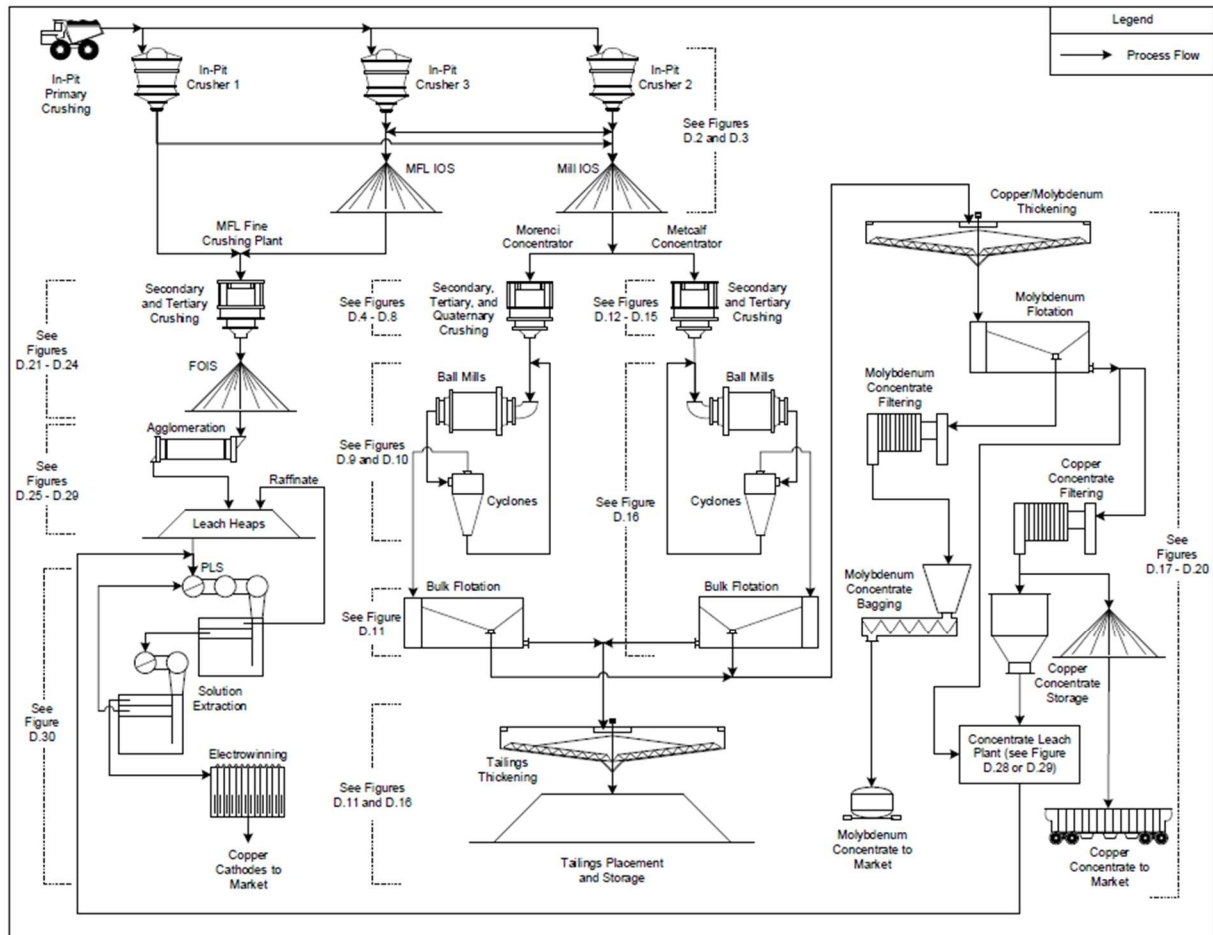 Legend
Process Flow
In-Pit
Primary
Crushing
In-Pit
Crusher 1
In-Pit
Crusher 3
In-Pit
Crusher 2
See Figures
D.2 and D.3
MFL IOS
Mill IOS
MFL Fine
Crushing Plant
Morenci
Concentrator
Metcalf
Concentrator
Copper/Molybdenum
Thickening
Secondary
and Tertiary
Crushing
See Figures
D.4 - D.8
Secondary,
Tertiary, and
Quaternary
Crushing
See Figures
D.12 - D.15
Secondary
and Tertiary
Crushing
Molybdenum
Flotation
See
Figures
D.21 - D.24
FOIS
Ball Mills
Ball Mills
Molybdenum
Concentrate
Filtering
Agglomeration
See Figures
D.9 and D.10
See
Figures
D.25 - D.29
Raffinate
Cyclones
See Figure
D.16
Cyclones
Copper
Concentrate
Filtering
Leach Heaps
See
Figures
D.17 - D.20
PLS
Bulk Flotation
Bulk Flotation
Molybdenum
Concentrate
Bagging
See Figure
D.11
Solution
Extraction
Copper
Concentrate
Storage
See
Figure
D.30
Electrowinning
See Figures
D.11 and D.16
Tailings
Thickening
Concentrate Leach
Plant (see Figure
D.28 or D.29)
Molybdenum
Concentrate to
Market
Copper
Cathodes to
Market
Tailings Placement
and Storage
Copper
Concentrate to
Market